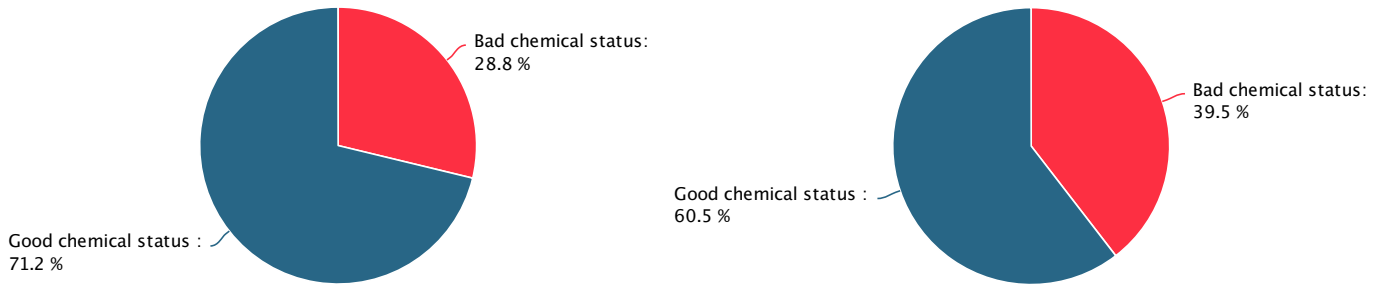 Bad chemical status:
28.8 %
Good chemical status :
71.2 %
Bad chemical status:
39.5 %
Good chemical status :
60.5 %